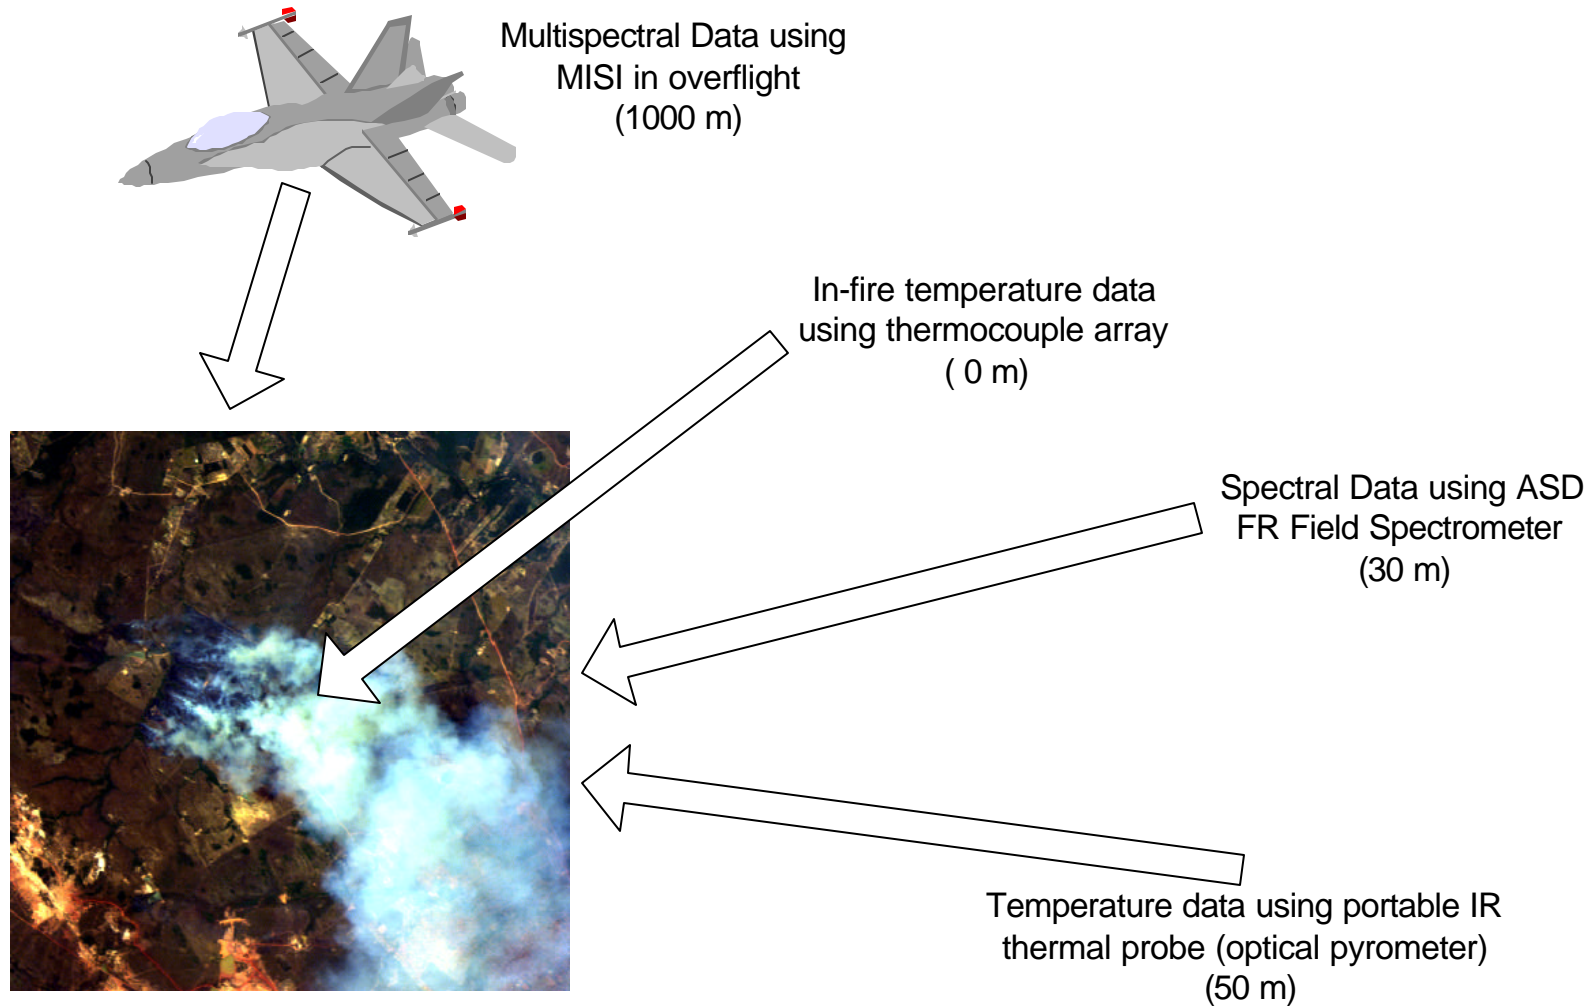 Multispectral Data using
MISI in overflight
(1000 m)
In-fire temperature data
using thermocouple array
( 0 m)
Spectral Data using ASD
FR Field Spectrometer
(30 m)
Temperature data using portable IR
thermal probe (optical pyrometer)
(50 m)